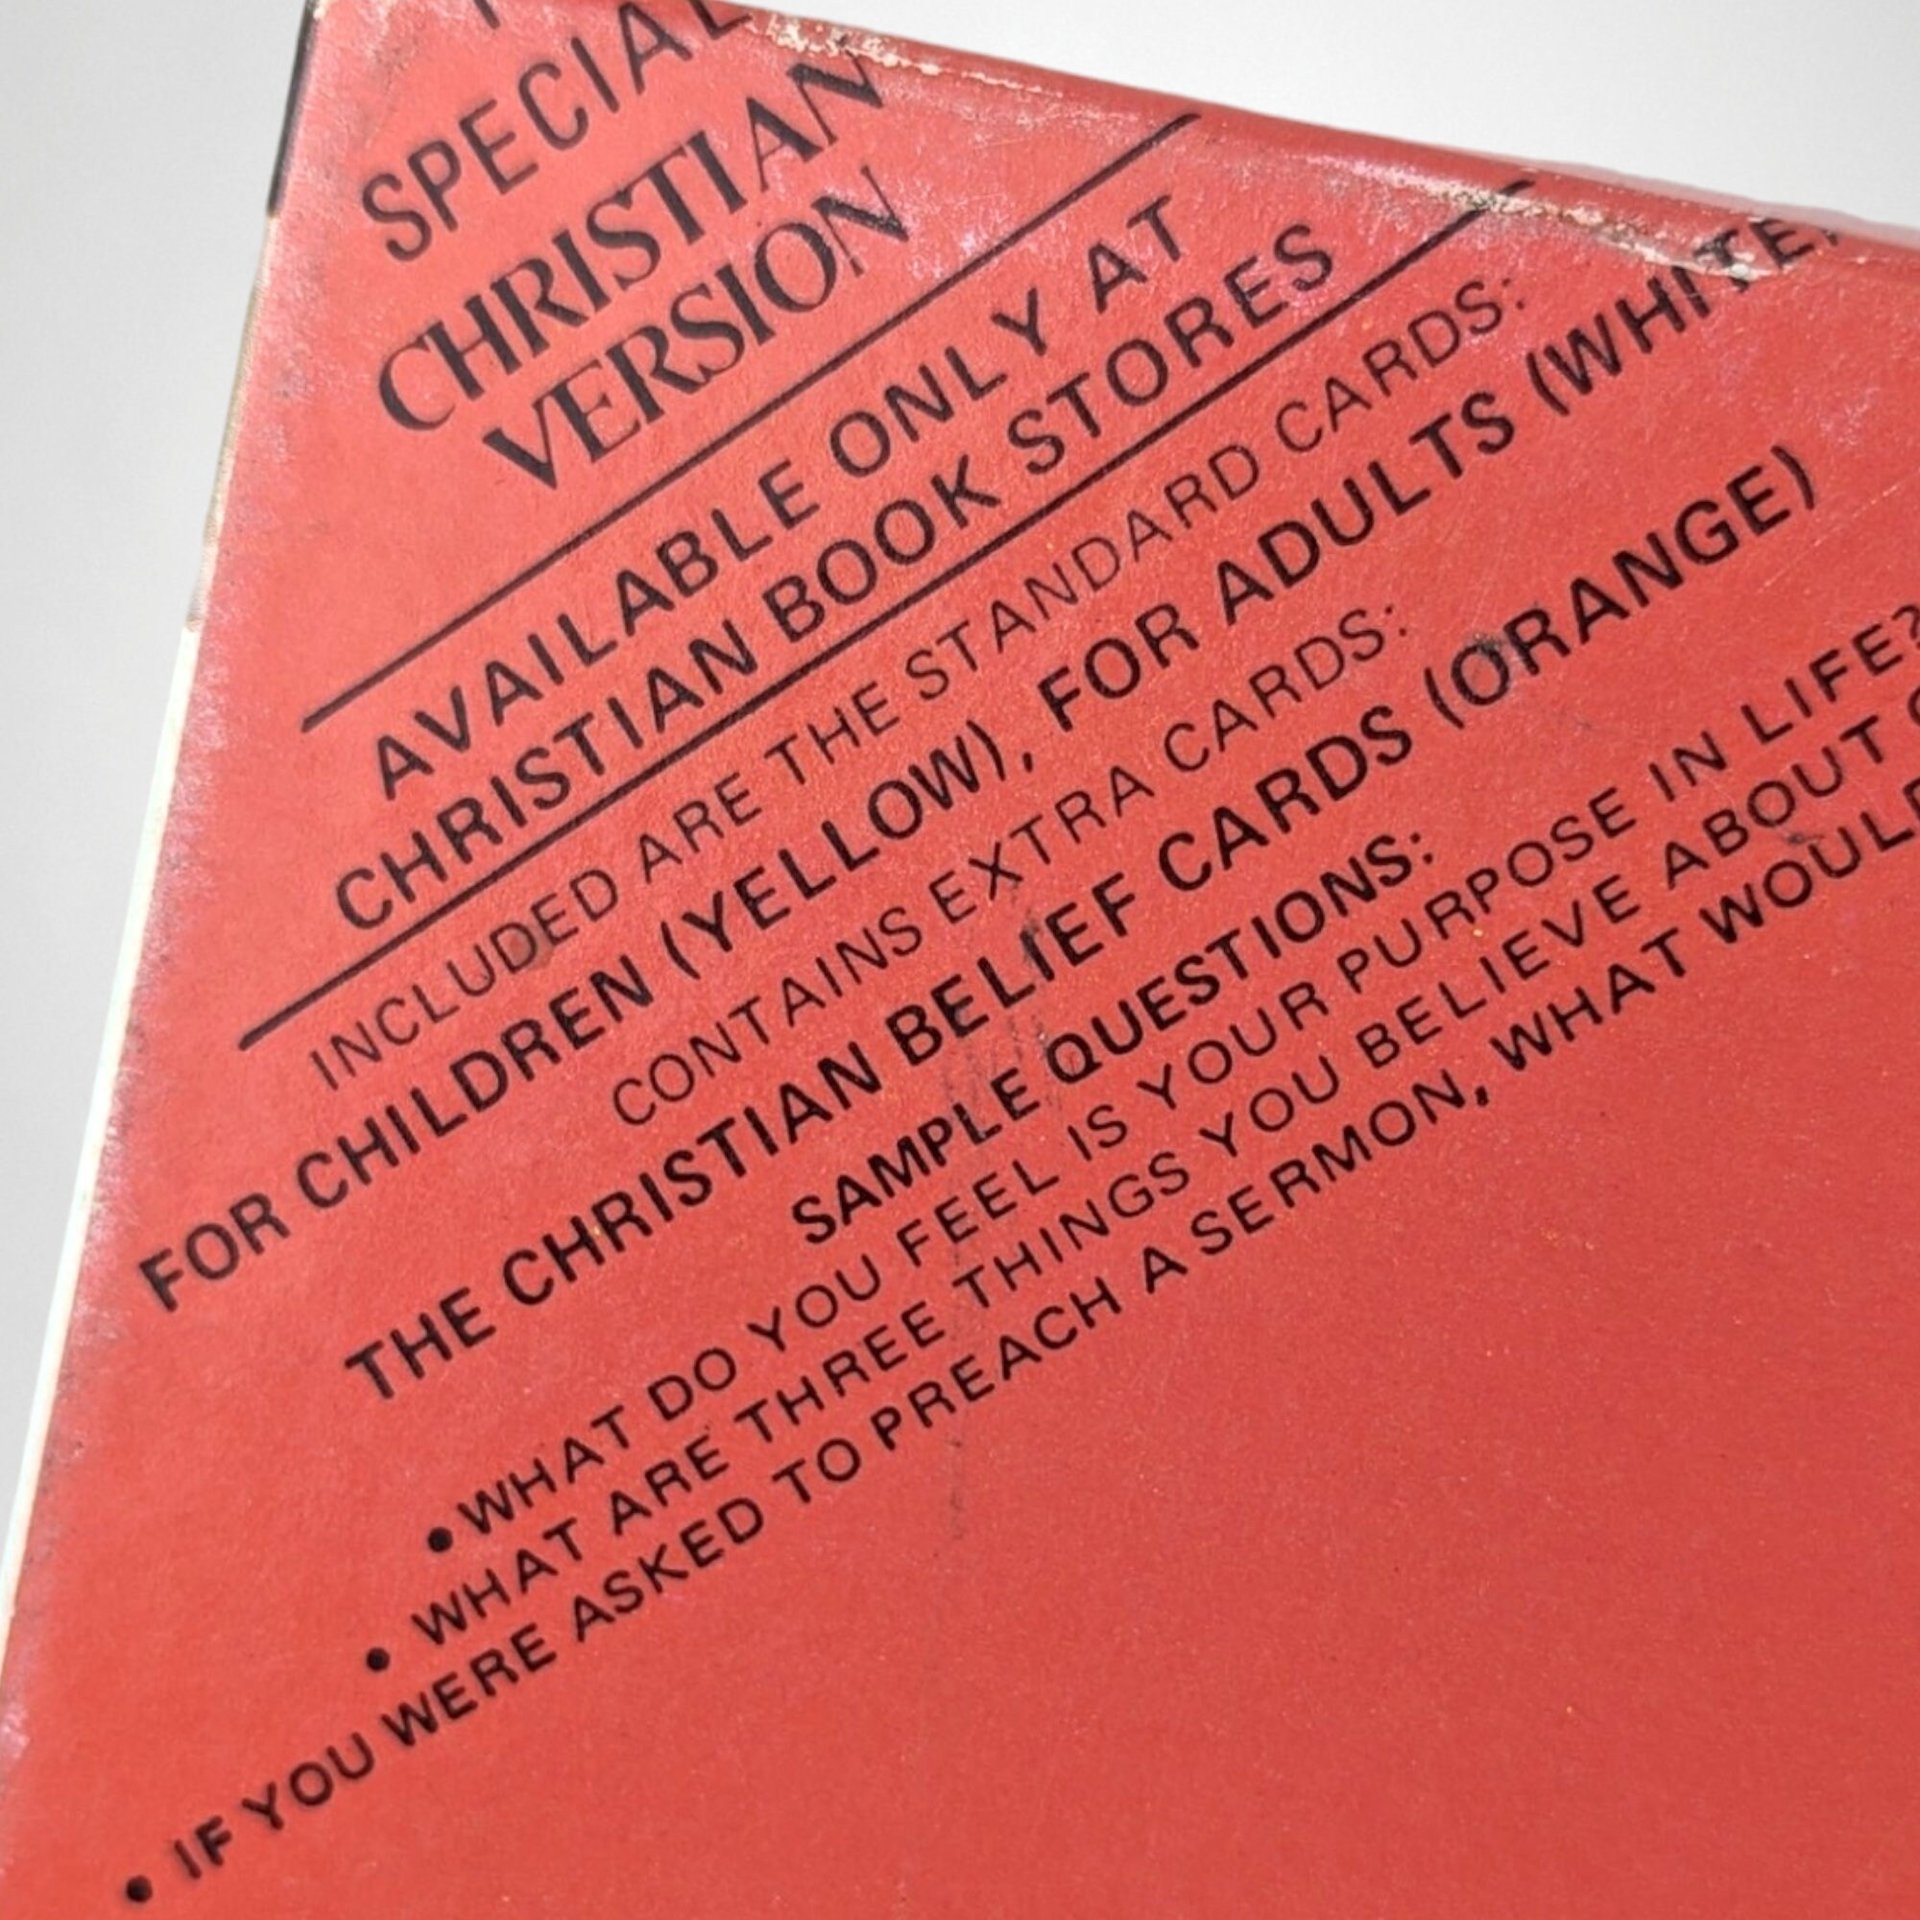 SPECIAL
CHRISTIAN
VERSION
AVAILABLE ONLY AT
CHRISTIAN BOOK STORES
INCLUDED ARE THE STANDARD CARDS:
FOR CHILDREN (YELLOW), FOR ADULTS (WHITE)
CONTAINS EXTRA CARDS:
THE CHRISTIAN BELIEF CARDS (ORANGE)
SAMPLE QUESTIONS:
• WHAT DO YOU FEEL IS YOUR PURPOSE IN LIFE?
• WHAT ARE THREE THINGS YOU BELIEVE ABOUT
• IF YOU WERE ASKED TO PREACH A SERMON, WHAT WOULD